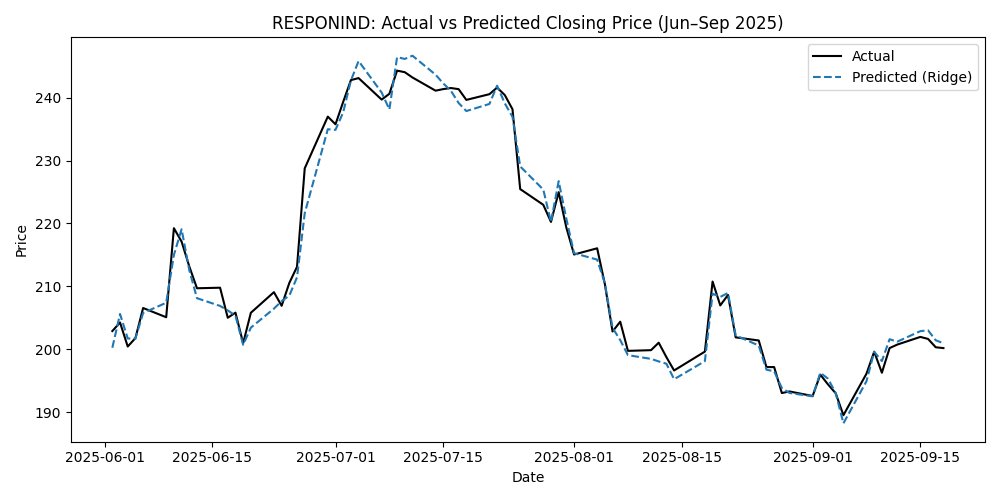 RESPONIND: Actual vs Predicted Closing Price (Jun–Sep 2025)
Actual
Predicted (Ridge)
Price
240
230
220
210
200
190
2025-06-01 2025-06-15 2025-07-01 2025-07-15 2025-08-01 2025-08-15 2025-09-01 2025-09-15
Date